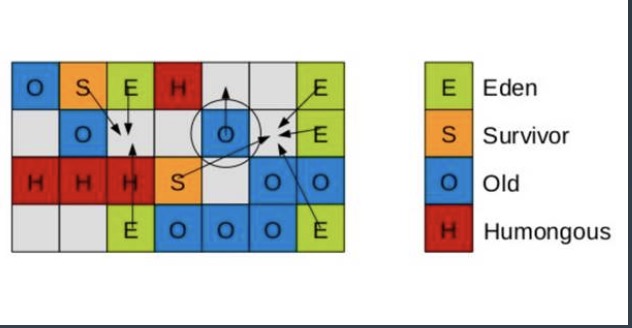 O S E H E
O O E
H H H S O O
E O O O E
E Eden
S Survivor
O Old
H Humongous